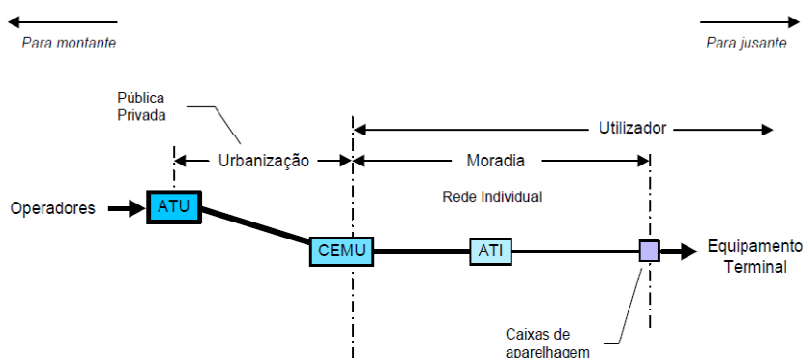 Para montante
Para jusante
Pública
Privada
Utilizador
Urbanização
Moradia
Operadores
ATU
Rede Individual
CEMU
ATI
Equipamento
Terminal
Caixas de
aparelhagem